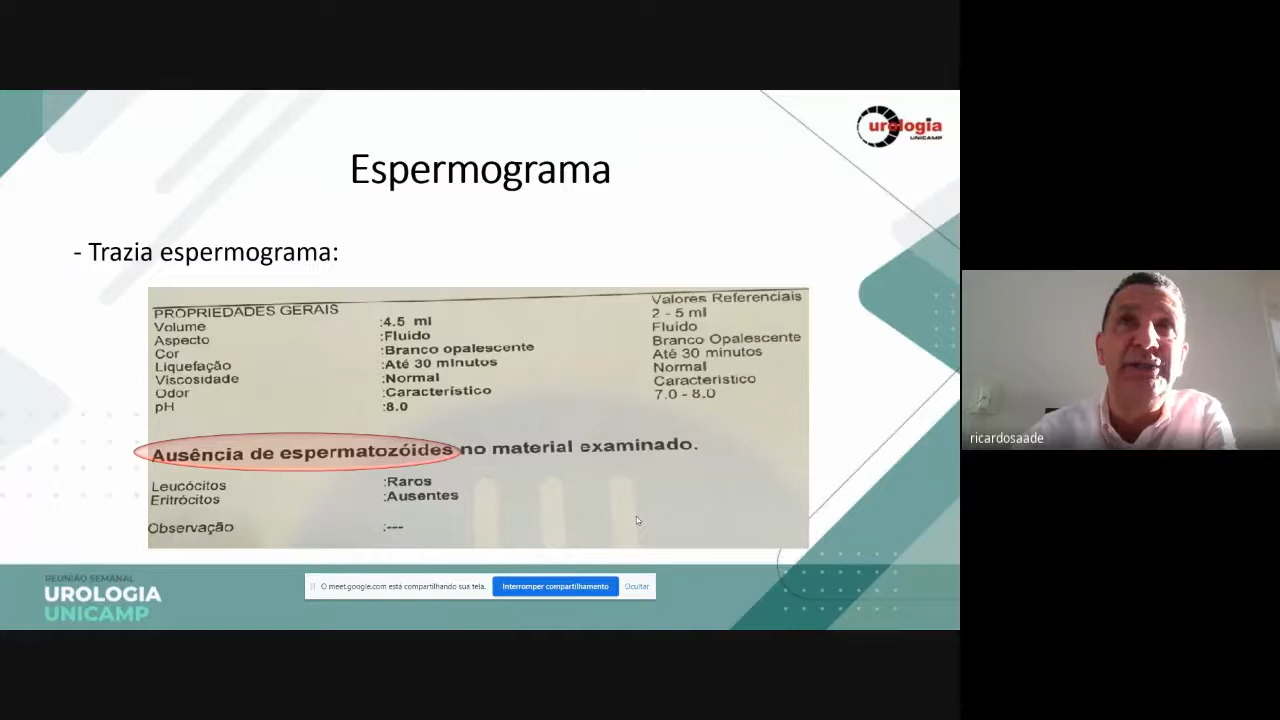 urologia
UNICAMP
Espermograma
- Trazia espermograma:
PROPRIEDADES GERAIS Valores Referenciais
Volume :4.5 ml 2 - 5 ml
Aspecto :Fluido Fluido
Cor :Branco opalescente Branco Opalescente
Liquefação :Até 30 minutos Até 30 minutos
Viscosidade :Normal Normal
Odor :Característico Característico
pH :8.0 7.0 - 8.0
Ausência de espermatozóides no material examinado.
Leucócitos :Raros
Eritrócitos :Ausentes
Observação :---
ricardosaade
REUNIÃO SEMANAL
UROLOGIA
UNICAMP
O meet.google.com está compartilhando sua tela. Interromper compartilhamento Ocultar